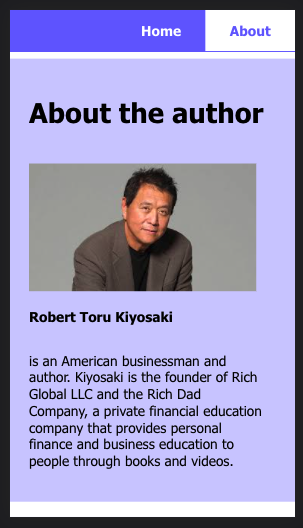 Home About
About the author
Robert Toru Kiyosaki
is an American businessman and
author. Kiyosaki is the founder of Rich
Global LLC and the Rich Dad
Company, a private financial education
company that provides personal
finance and business education to
people through books and videos.